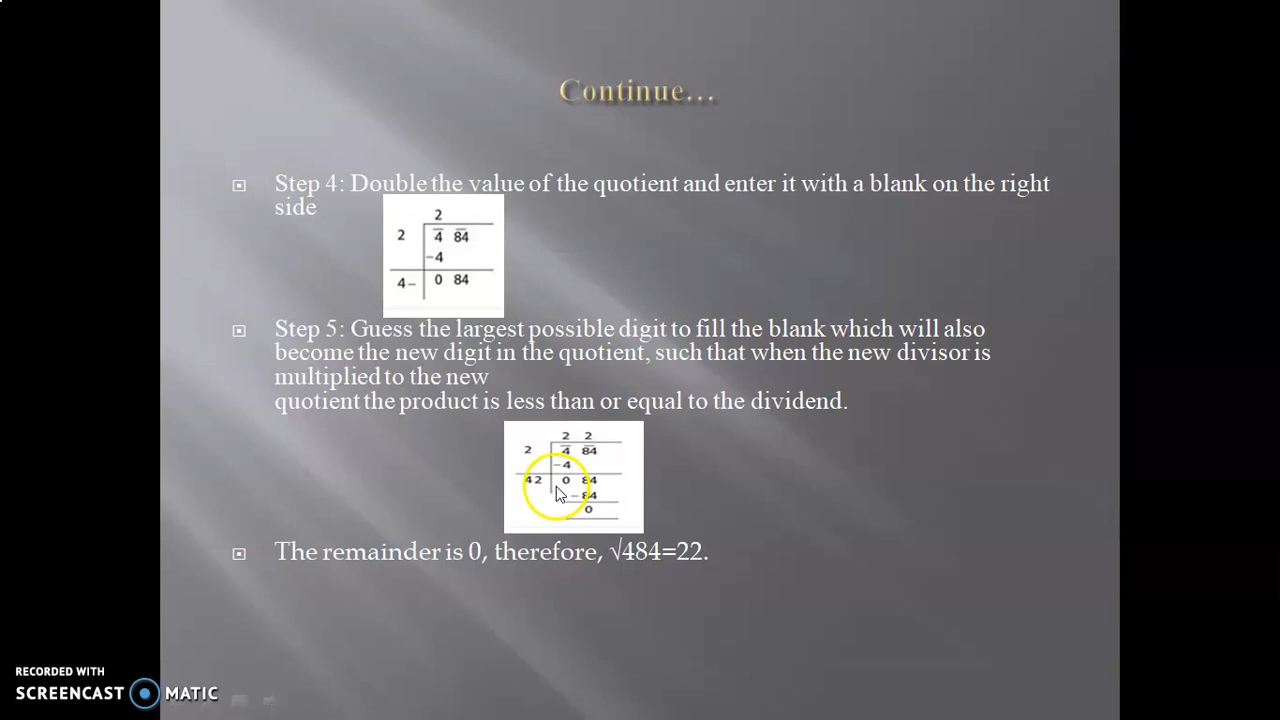 Continue...
Step 4: Double the value of the quotient and enter it with a blank on the right
side
2
2 4 84
-4
4- 0 84
Step 5: Guess the largest possible digit to fill the blank which will also
become the new digit in the quotient, such that when the new divisor is
multiplied to the new
quotient the product is less than or equal to the dividend.
2 2
2 4 84
-4
42 0 84
-84
0
The remainder is 0, therefore, √484=22.
RECORDED WITH
SCREENCAST MATIC